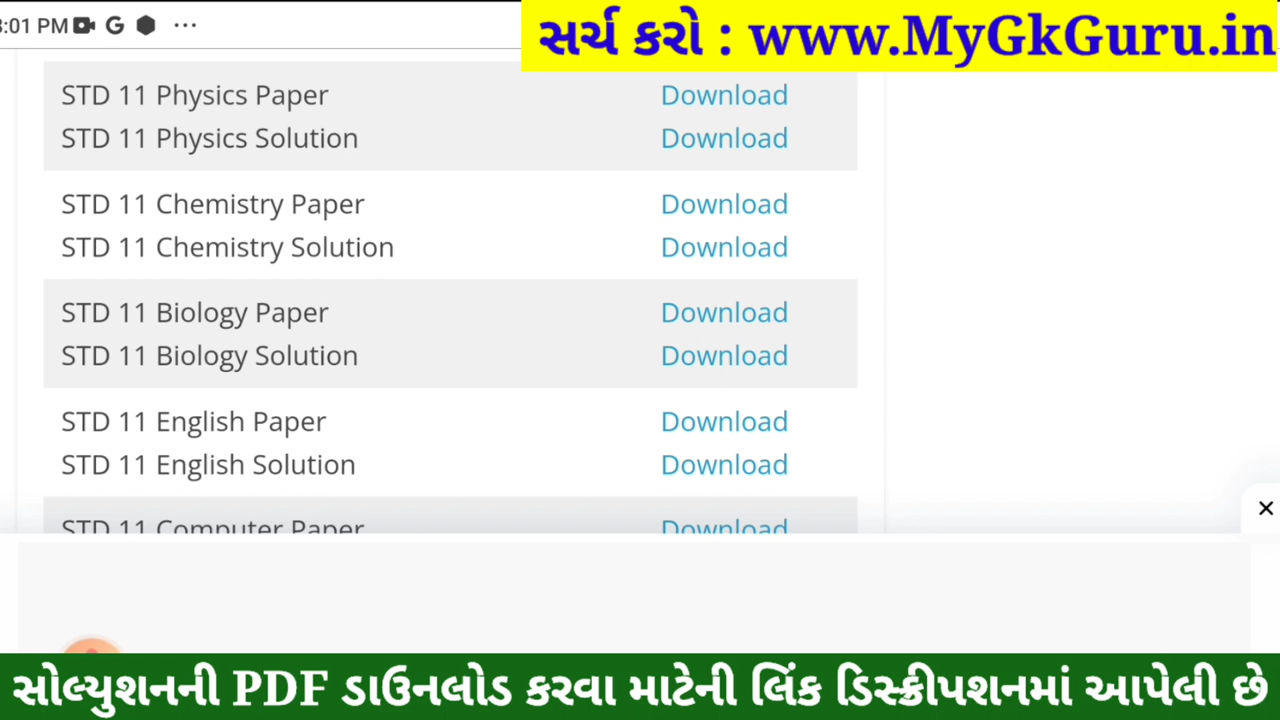 3:01 PM G ...
સર્ચ કરો : www.MyGkGuru.in
STD 11 Physics Paper Download
STD 11 Physics Solution Download
STD 11 Chemistry Paper Download
STD 11 Chemistry Solution Download
STD 11 Biology Paper Download
STD 11 Biology Solution Download
STD 11 English Paper Download
STD 11 English Solution Download
STD 11 Computer Paper Download
સોલ્યુશનની PDF ડાઉનલોડ કરવા માટેની લિંક ડિસ્ક્રીપશનમાં આપેલી છે